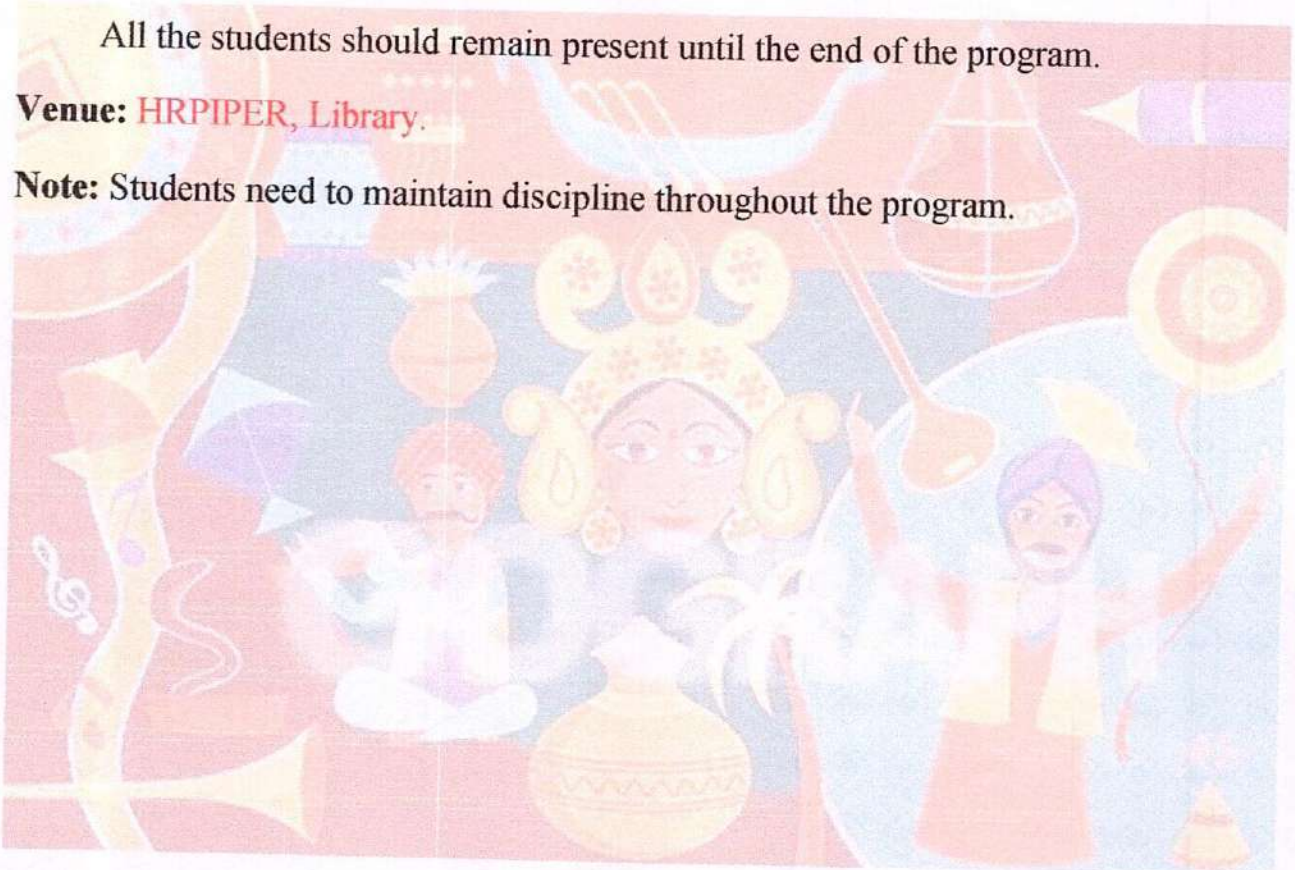 All the students should remain present until the end of the program.
Venue: HRPIPER, Library.
Note: Students need to maintain discipline throughout the program.